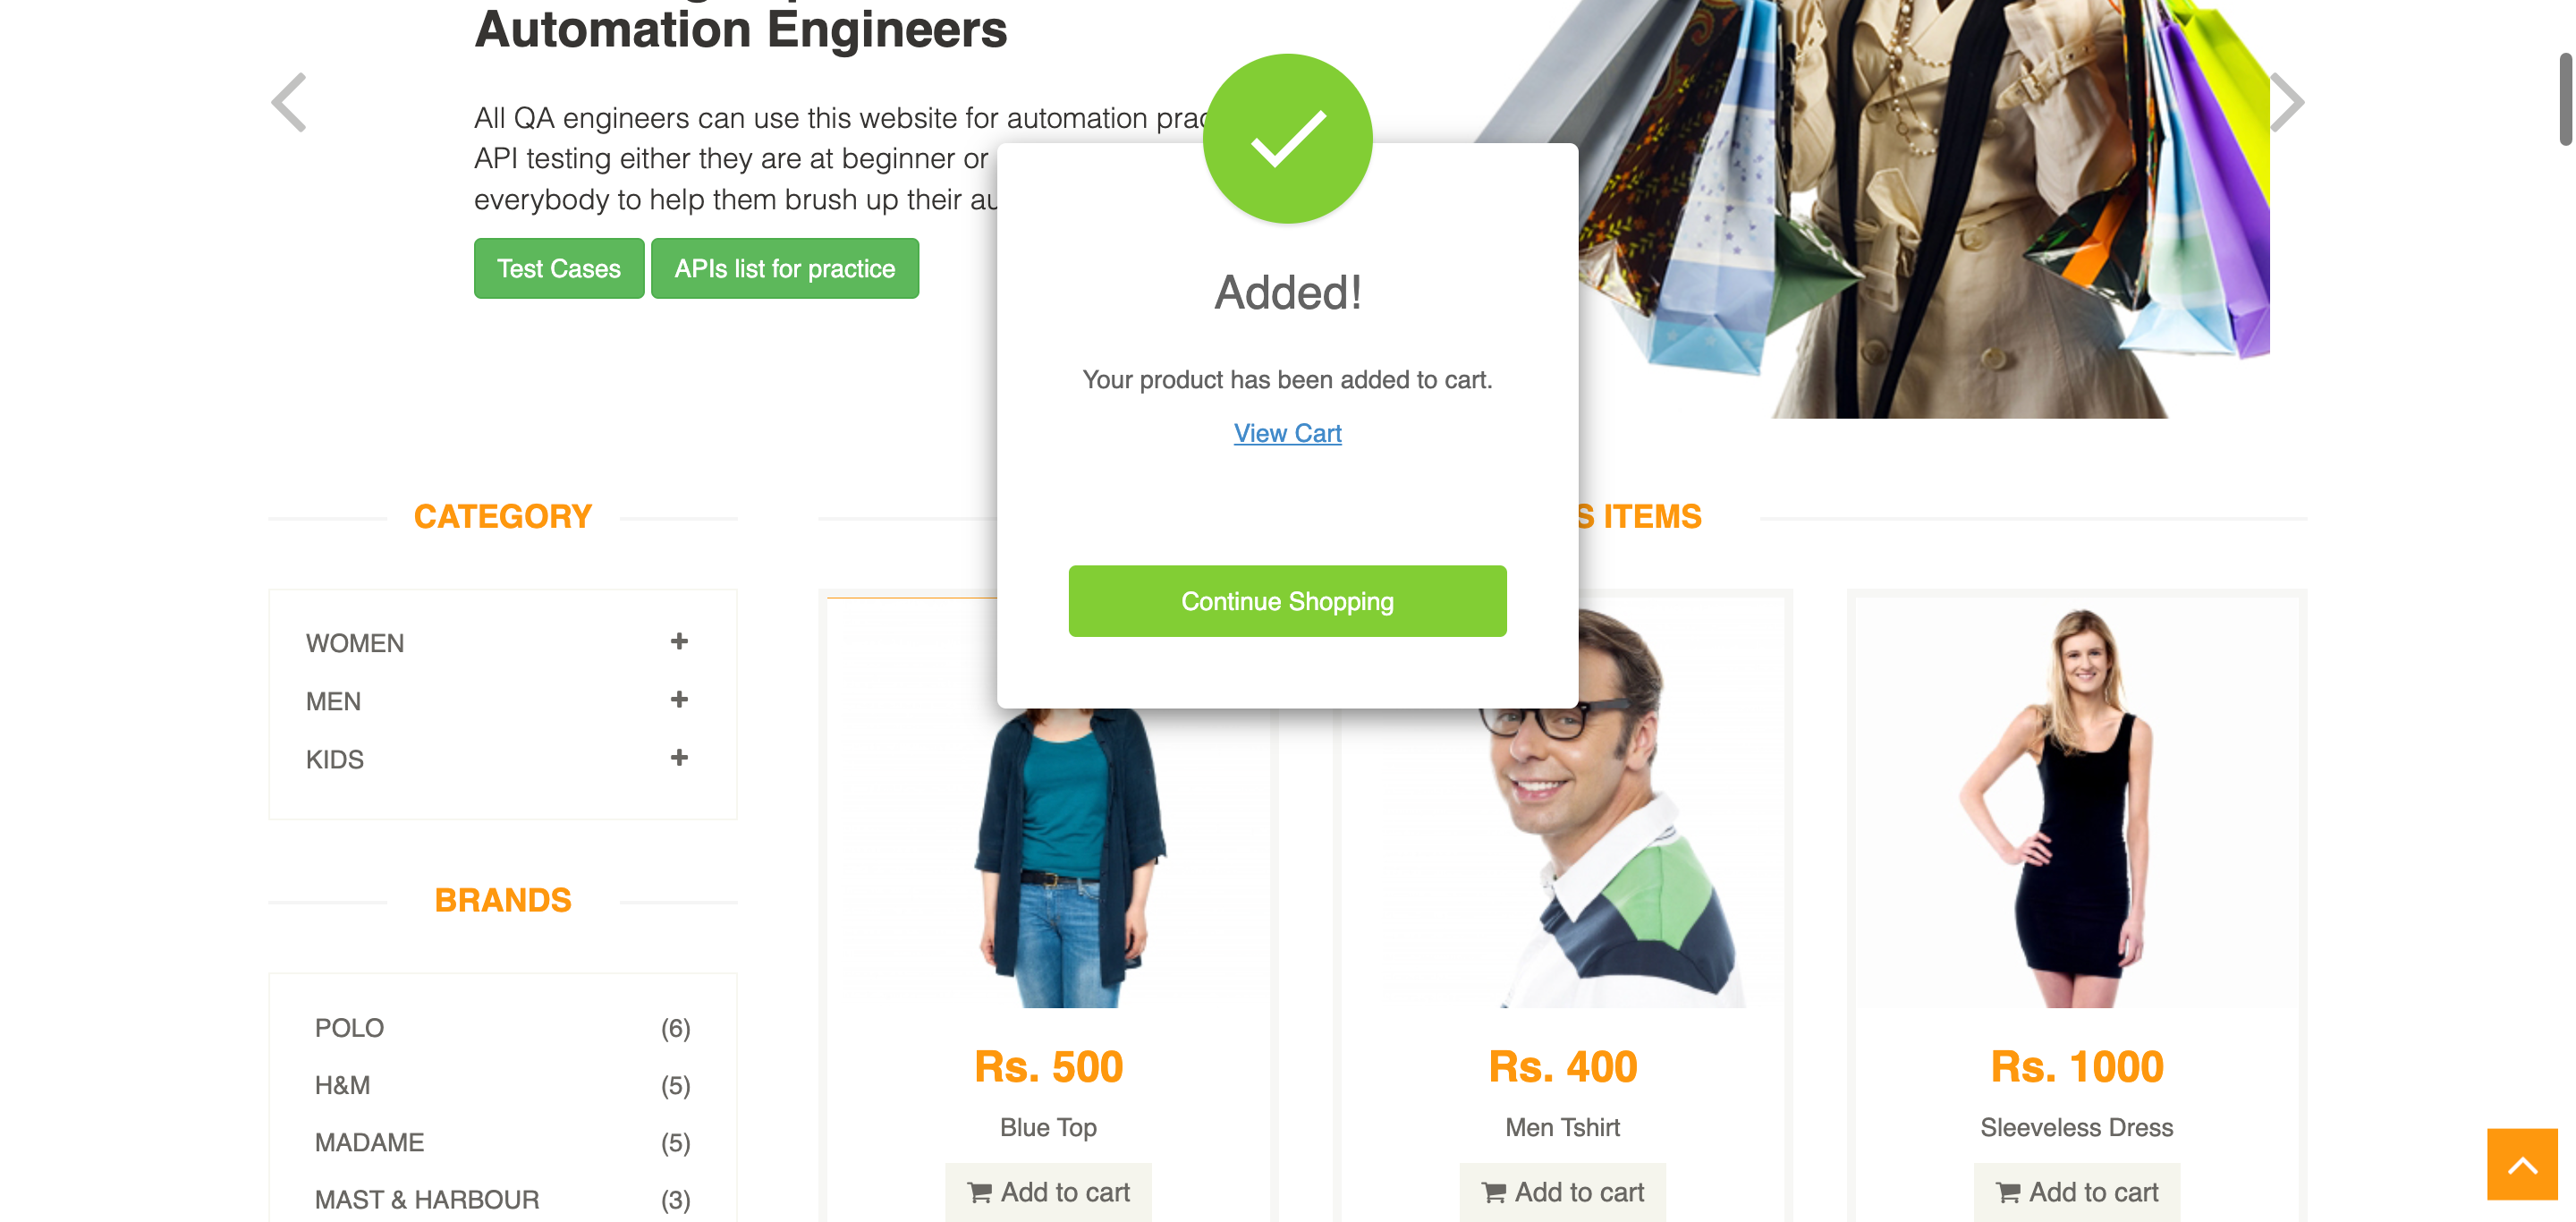 Automation Engineers
All QA engineers can use this website for automation
API testing either they are at beginner or
everybody to help them brush up their
Test Cases
APIs list for practice
Added!
Your product has been added to cart.
View Cart
Continue Shopping
CATEGORY
ITEMS
WOMEN
MEN
KIDS
BRANDS
POLO (6)
H&M (5)
MADAME (5)
MAST & HARBOUR (3)
Rs. 500
Blue Top
Add to cart
Rs. 400
Men Tshirt
Add to cart
Rs. 1000
Sleeveless Dress
Add to cart